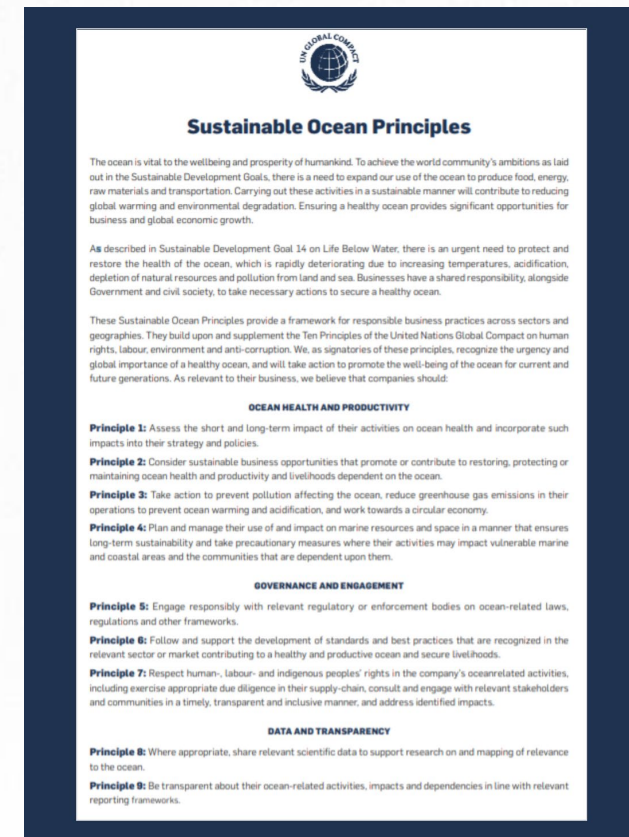 UN GLOBAL COMPACT
Sustainable Ocean Principles
The ocean is vital to the wellbeing and prosperity of humankind. To achieve the world community's ambitions as laid
out in the Sustainable Development Goals, there is a need to expand our use of the ocean to produce food, energy,
raw materials and transportation. Carrying out these activities in a sustainable manner will contribute to reducing
global warming and environmental degradation. Ensuring a healthy ocean provides significant opportunities for
business and global economic growth.
As described in Sustainable Development Goal 14 on Life Below Water, there is an urgent need to protect and
restore the health of the ocean, which is rapidly deteriorating due to increasing temperatures, acidification,
depletion of natural resources and pollution from land and sea. Businesses have a shared responsibility, alongside
Government and civil society, to take necessary actions to secure a healthy ocean.
These Sustainable Ocean Principles provide a framework for responsible business practices across sectors and
geographies. They build upon and supplement the Ten Principles of the United Nations Global Compact on human
rights, labour, environment and anti-corruption. We, as signatories of these principles, recognize the urgency and
global importance of a healthy ocean, and will take action to promote the well-being of the ocean for current and
future generations. As relevant to their business, we believe that companies should:
OCEAN HEALTH AND PRODUCTIVITY
Principle 1: Assess the short and long-term impact of their activities on ocean health and incorporate such
impacts into their strategy and policies.
Principle 2: Consider sustainable business opportunities that promote or contribute to restoring, protecting or
maintaining ocean health and productivity and livelihoods dependent on the ocean.
Principle 3: Take action to prevent pollution affecting the ocean, reduce greenhouse gas emissions in their
operations to prevent ocean warming and acidification, and work towards a circular economy.
Principle 4: Plan and manage their use of and impact on marine resources and space in a manner that ensures
long-term sustainability and take precautionary measures where their activities may impact vulnerable marine
and coastal areas and the communities that are dependent upon them.
GOVERNANCE AND ENGAGEMENT
Principle 5: Engage responsibly with relevant regulatory or enforcement bodies on ocean-related laws,
regulations and other frameworks.
Principle 6: Follow and support the development of standards and best practices that are recognized in the
relevant sector or market contributing to a healthy and productive ocean and secure livelihoods.
Principle 7: Respect human-, labour- and indigenous peoples' rights in the company's oceanrelated activities,
including exercise appropriate due diligence in their supply-chain, consult and engage with relevant stakeholders
and communities in a timely, transparent and inclusive manner, and address identified impacts.
DATA AND TRANSPARENCY
Principle 8: Where appropriate, share relevant scientific data to support research on and mapping of relevance
to the ocean.
Principle 9: Be transparent about their ocean-related activities, impacts and dependencies in line with relevant
reporting frameworks.